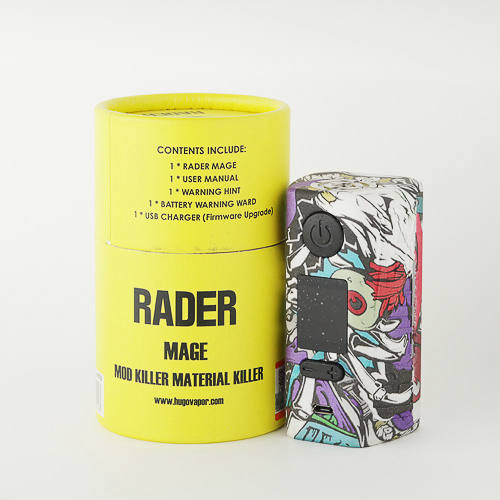 CONTENTS INCLUDE:
1 * RADER MAGE
1 * USER MANUAL
1 * WARNING HINT
1 * BATTERY WARNING WARD
1 * USB CHARGER (Firmware Upgrade)
RADER
MAGE
MOD KILLER MATERIAL KILLER
www.hugovapor.com